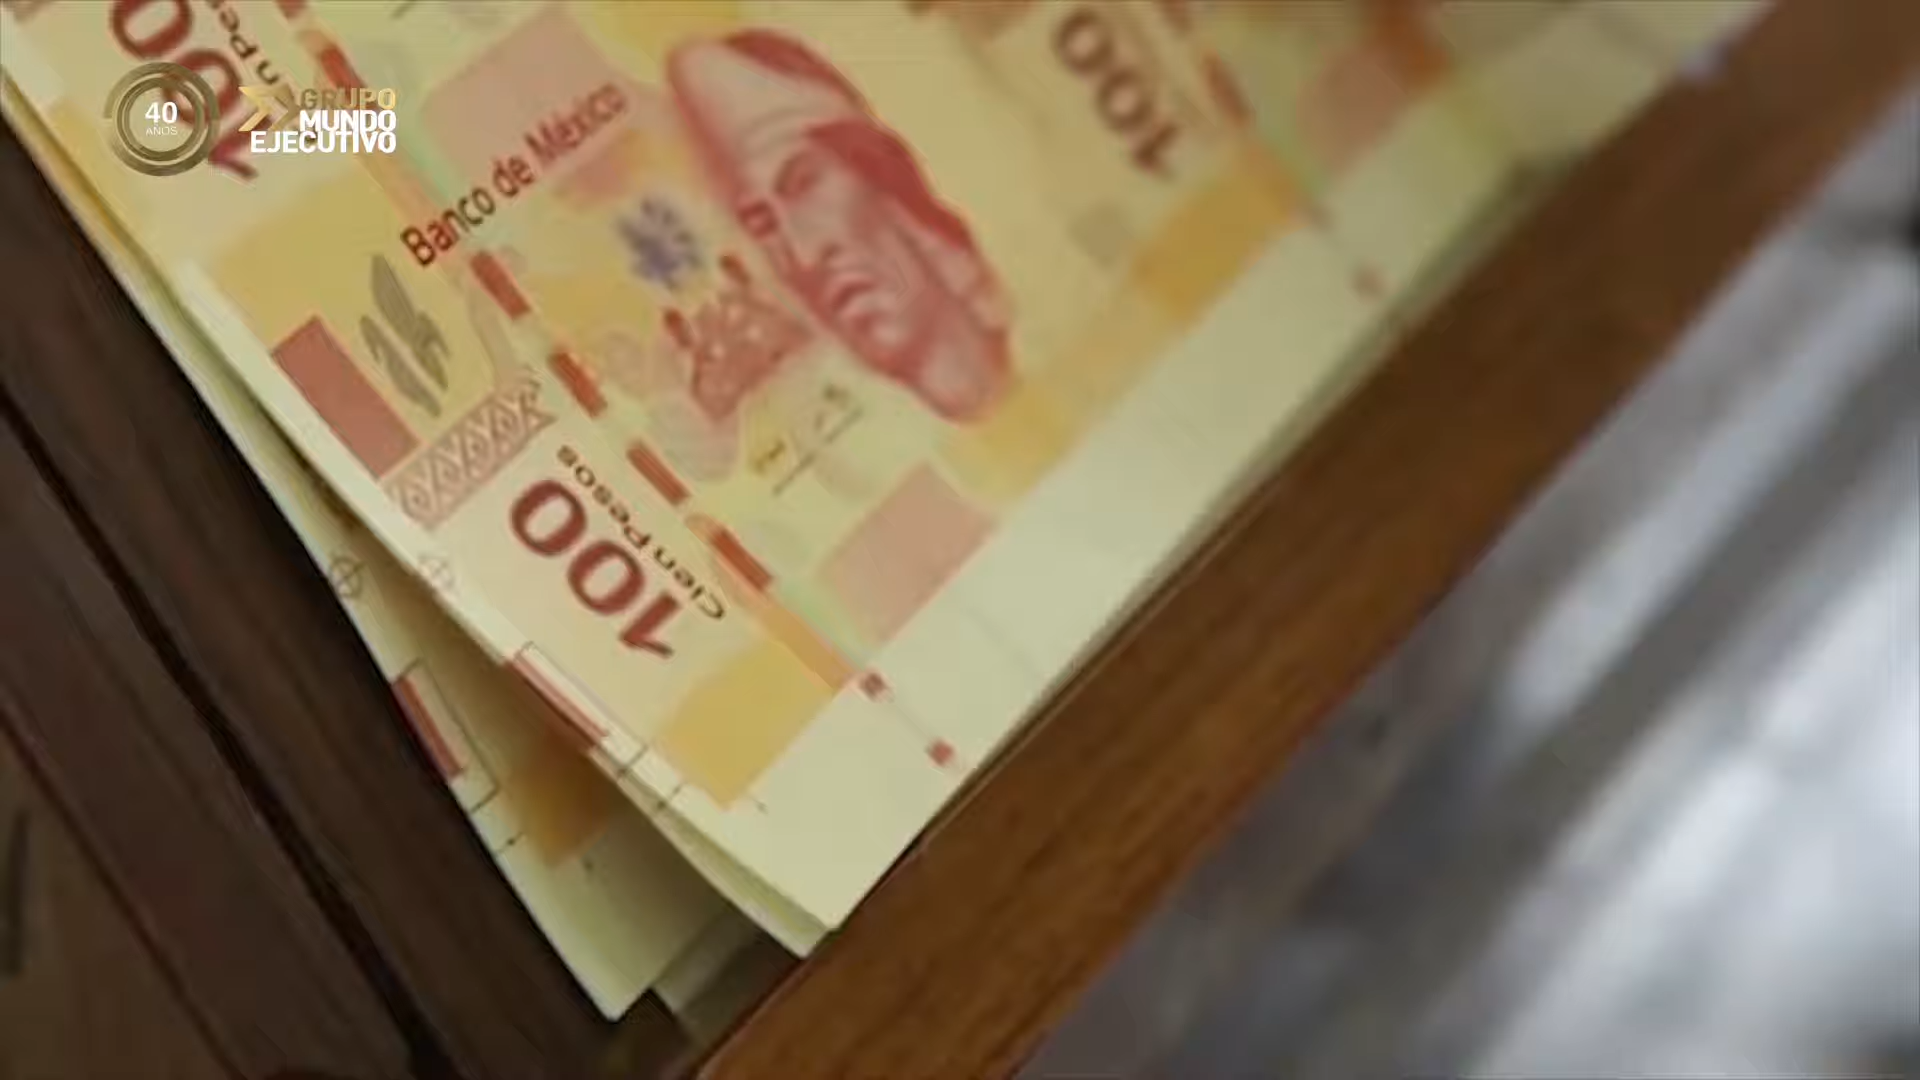 40
AÑOS
GRUPO
MUNDO
EJECUTIVO
100
Banco de México
100
100
Cien Pesos